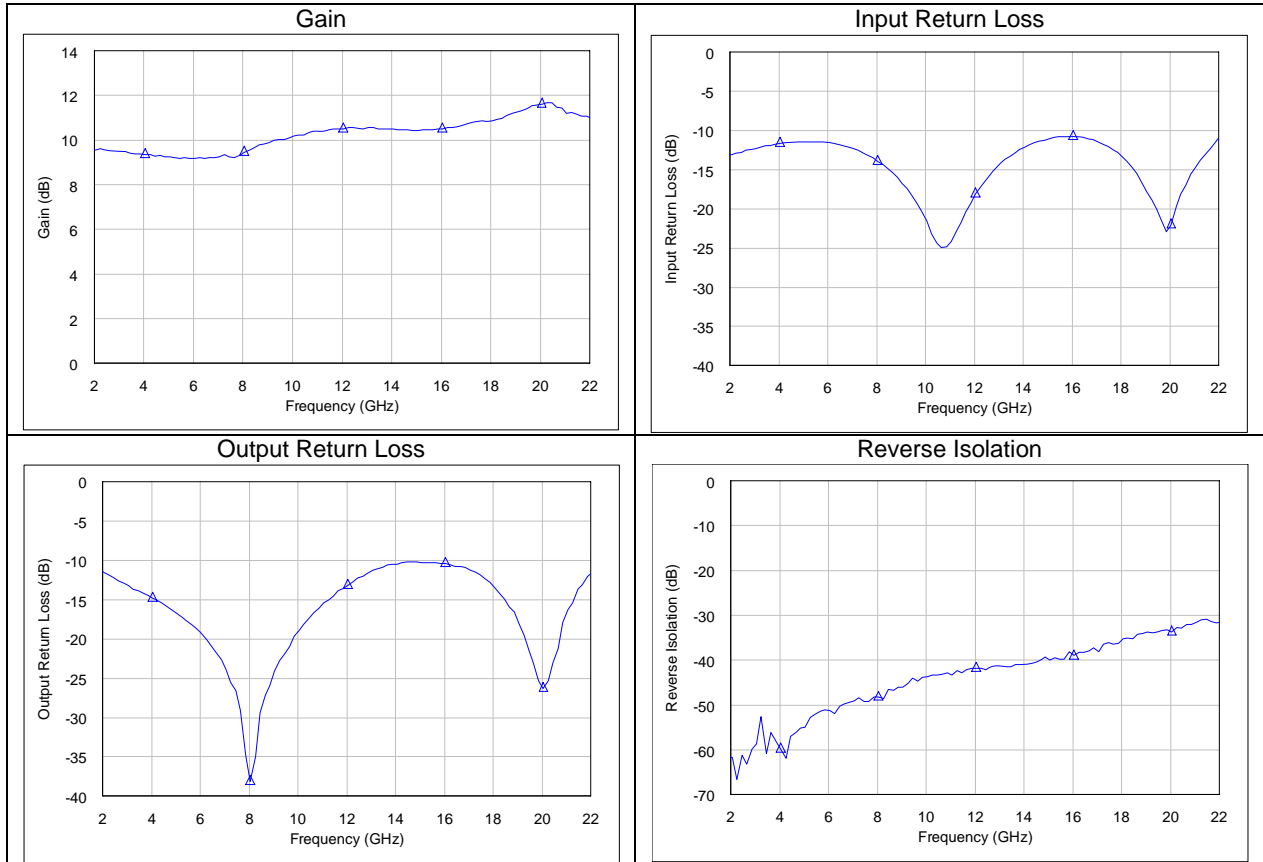 Gain
14
12
10
8
6
4
2
0
Gain (dB)
2 4 6 8 10 12 14 16 18 20 22
Frequency (GHz)
Input Return Loss
0
-5
-10
-15
-20
-25
-30
-35
-40
Input Return Loss (dB)
2 4 6 8 10 12 14 16 18 20 22
Frequency (GHz)
Output Return Loss
0
-5
-10
-15
-20
-25
-30
-35
-40
Output Return Loss (dB)
2 4 6 8 10 12 14 16 18 20 22
Frequency (GHz)
Reverse Isolation
0
-10
-20
-30
-40
-50
-60
-70
Reverse Isolation (dB)
2 4 6 8 10 12 14 16 18 20 22
Frequency (GHz)